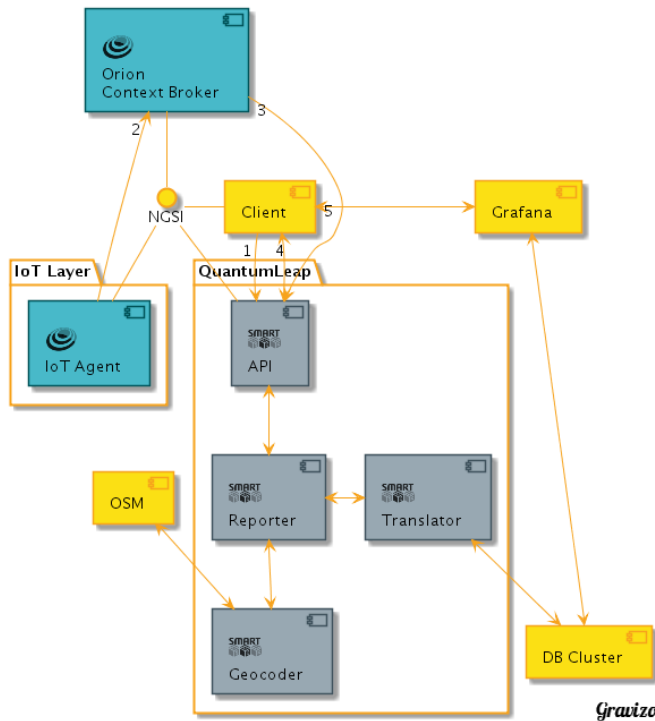 Orion
Context Broker
2
3
NGSI
Client
5
Grafana
1
4
IoT Layer
QuantumLeap
IoT Agent
SMART
API
OSM
SMART
Reporter
SMART
Translator
SMART
Geocoder
DB Cluster
Gravizo